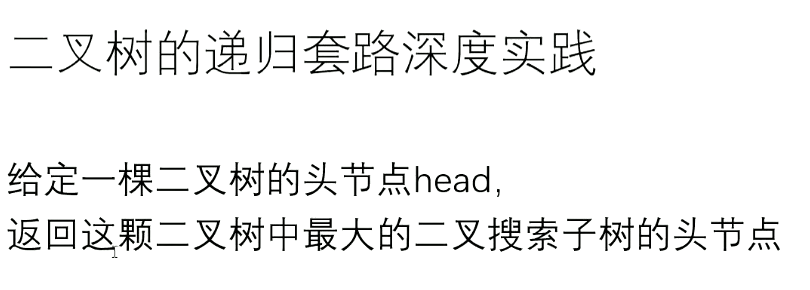 二叉树的递归套路深度实践
给定一棵二叉树的头节点head,
返回这颗二叉树中最大的二叉搜索子树的头节点